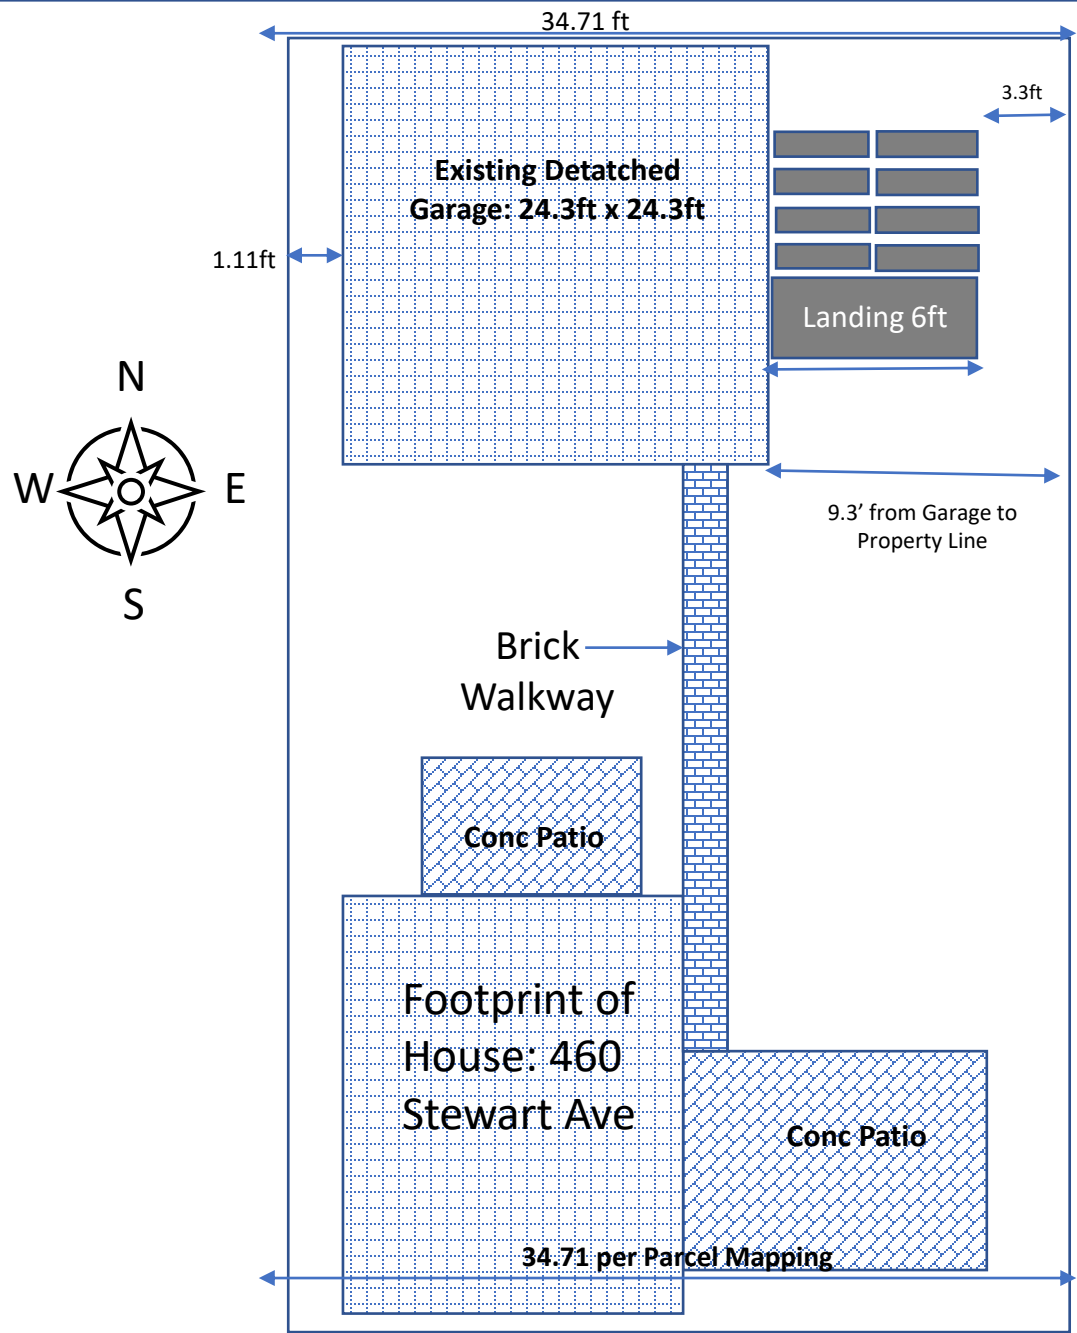 34.71 ft
3.3ft
Existing Detatched
Garage: 24.3ft x 24.3ft
1.11ft
Landing 6ft
N
W
E
S
9.3’ from Garage to
Property Line
Brick
Walkway
Conc Patio
Footprint of
House: 460
Stewart Ave
Conc Patio
34.71 per Parcel Mapping